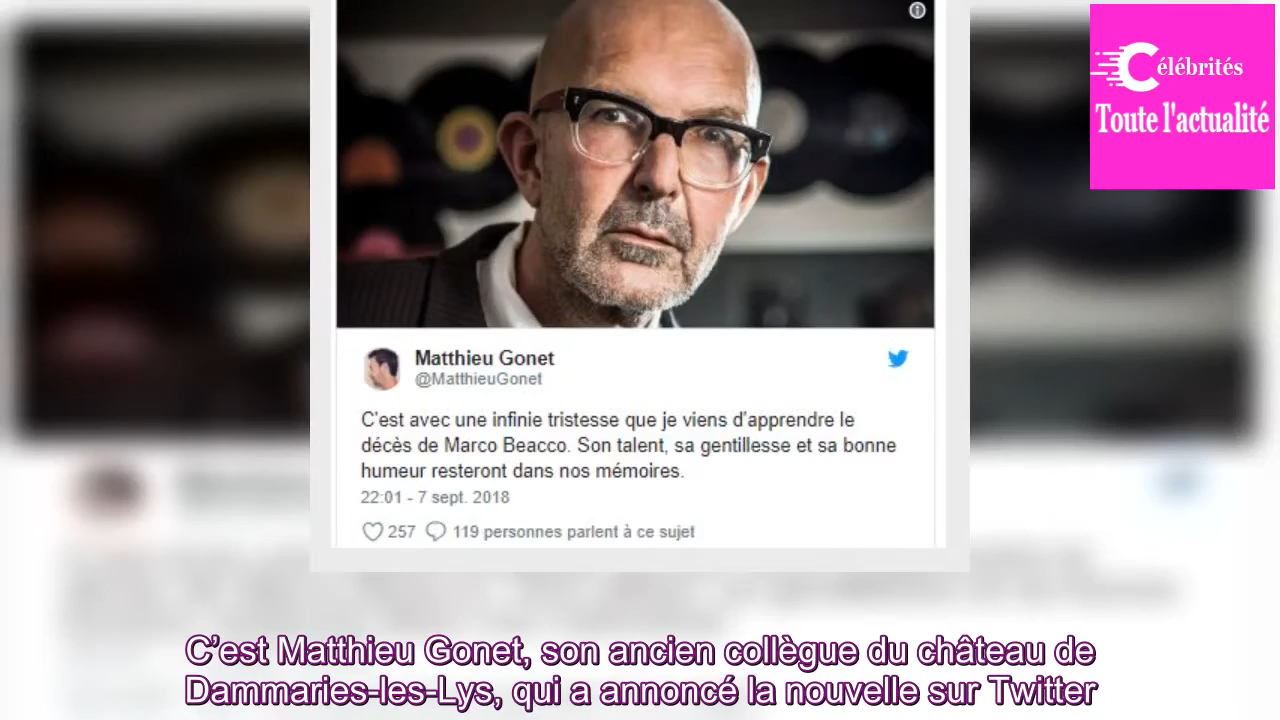 Célébrités
Toute l'actualité
Matthieu Gonet
@MatthieuGonet
C'est avec une infinie tristesse que je viens d'apprendre le
décès de Marco Beacco. Son talent, sa gentillesse et sa bonne
humeur resteront dans nos mémoires.
22:01 - 7 sept. 2018
257 119 personnes parlent à ce sujet
C’est Matthieu Gonet, son ancien collègue du château de
Dammaries-les-Lys, qui a annoncé la nouvelle sur Twitter